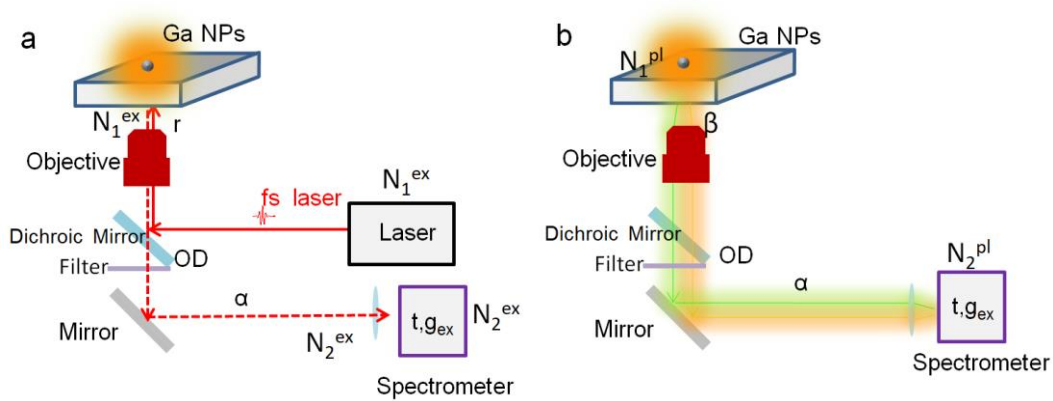 a
Ga NPs
N₁ᵉˣ
r
Objective
N₁ᵉˣ
fs laser
Laser
Dichroic Mirror
OD
Filter
α
Mirror
N₂ᵉˣ
t,gₑₓ
N₂ᵉˣ
Spectrometer
b
Ga NPs
N₁ᵖˡ
β
Objective
Dichroic Mirror
OD
Filter
N₂ᵖˡ
α
Mirror
t,gₑₓ
Spectrometer